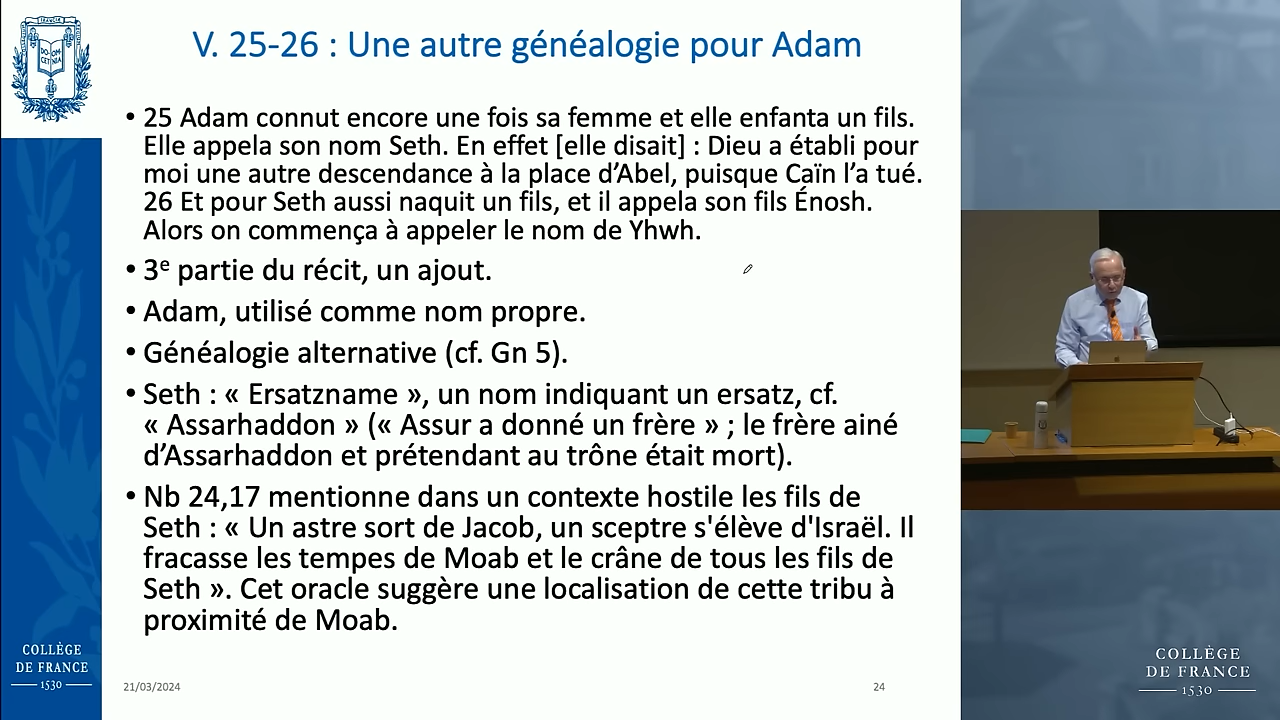 V. 25-26 : Une autre généalogie pour Adam
• 25 Adam connut encore une fois sa femme et elle enfanta un fils.
Elle appela son nom Seth. En effet [elle disait] : Dieu a établi pour
moi une autre descendance à la place d’Abel, puisque Caïn l’a tué.
26 Et pour Seth aussi naquit un fils, et il appela son fils Énosh.
Alors on commença à appeler le nom de Yhwh.
• 3e partie du récit, un ajout.
• Adam, utilisé comme nom propre.
• Généalogie alternative (cf. Gn 5).
• Seth : « Ersatzname », un nom indiquant un ersatz, cf.
« Assarhaddon » (« Assur a donné un frère » ; le frère ainé
d’Assarhaddon et prétendant au trône était mort).
• Nb 24,17 mentionne dans un contexte hostile les fils de
Seth : « Un astre sort de Jacob, un sceptre s'élève d'Israël. Il
fracasse les tempes de Moab et le crâne de tous les fils de
Seth ». Cet oracle suggère une localisation de cette tribu à
proximité de Moab.
COLLÈGE
DE FRANCE
1530
21/03/2024
24
COLLÈGE
DE FRANCE
1530